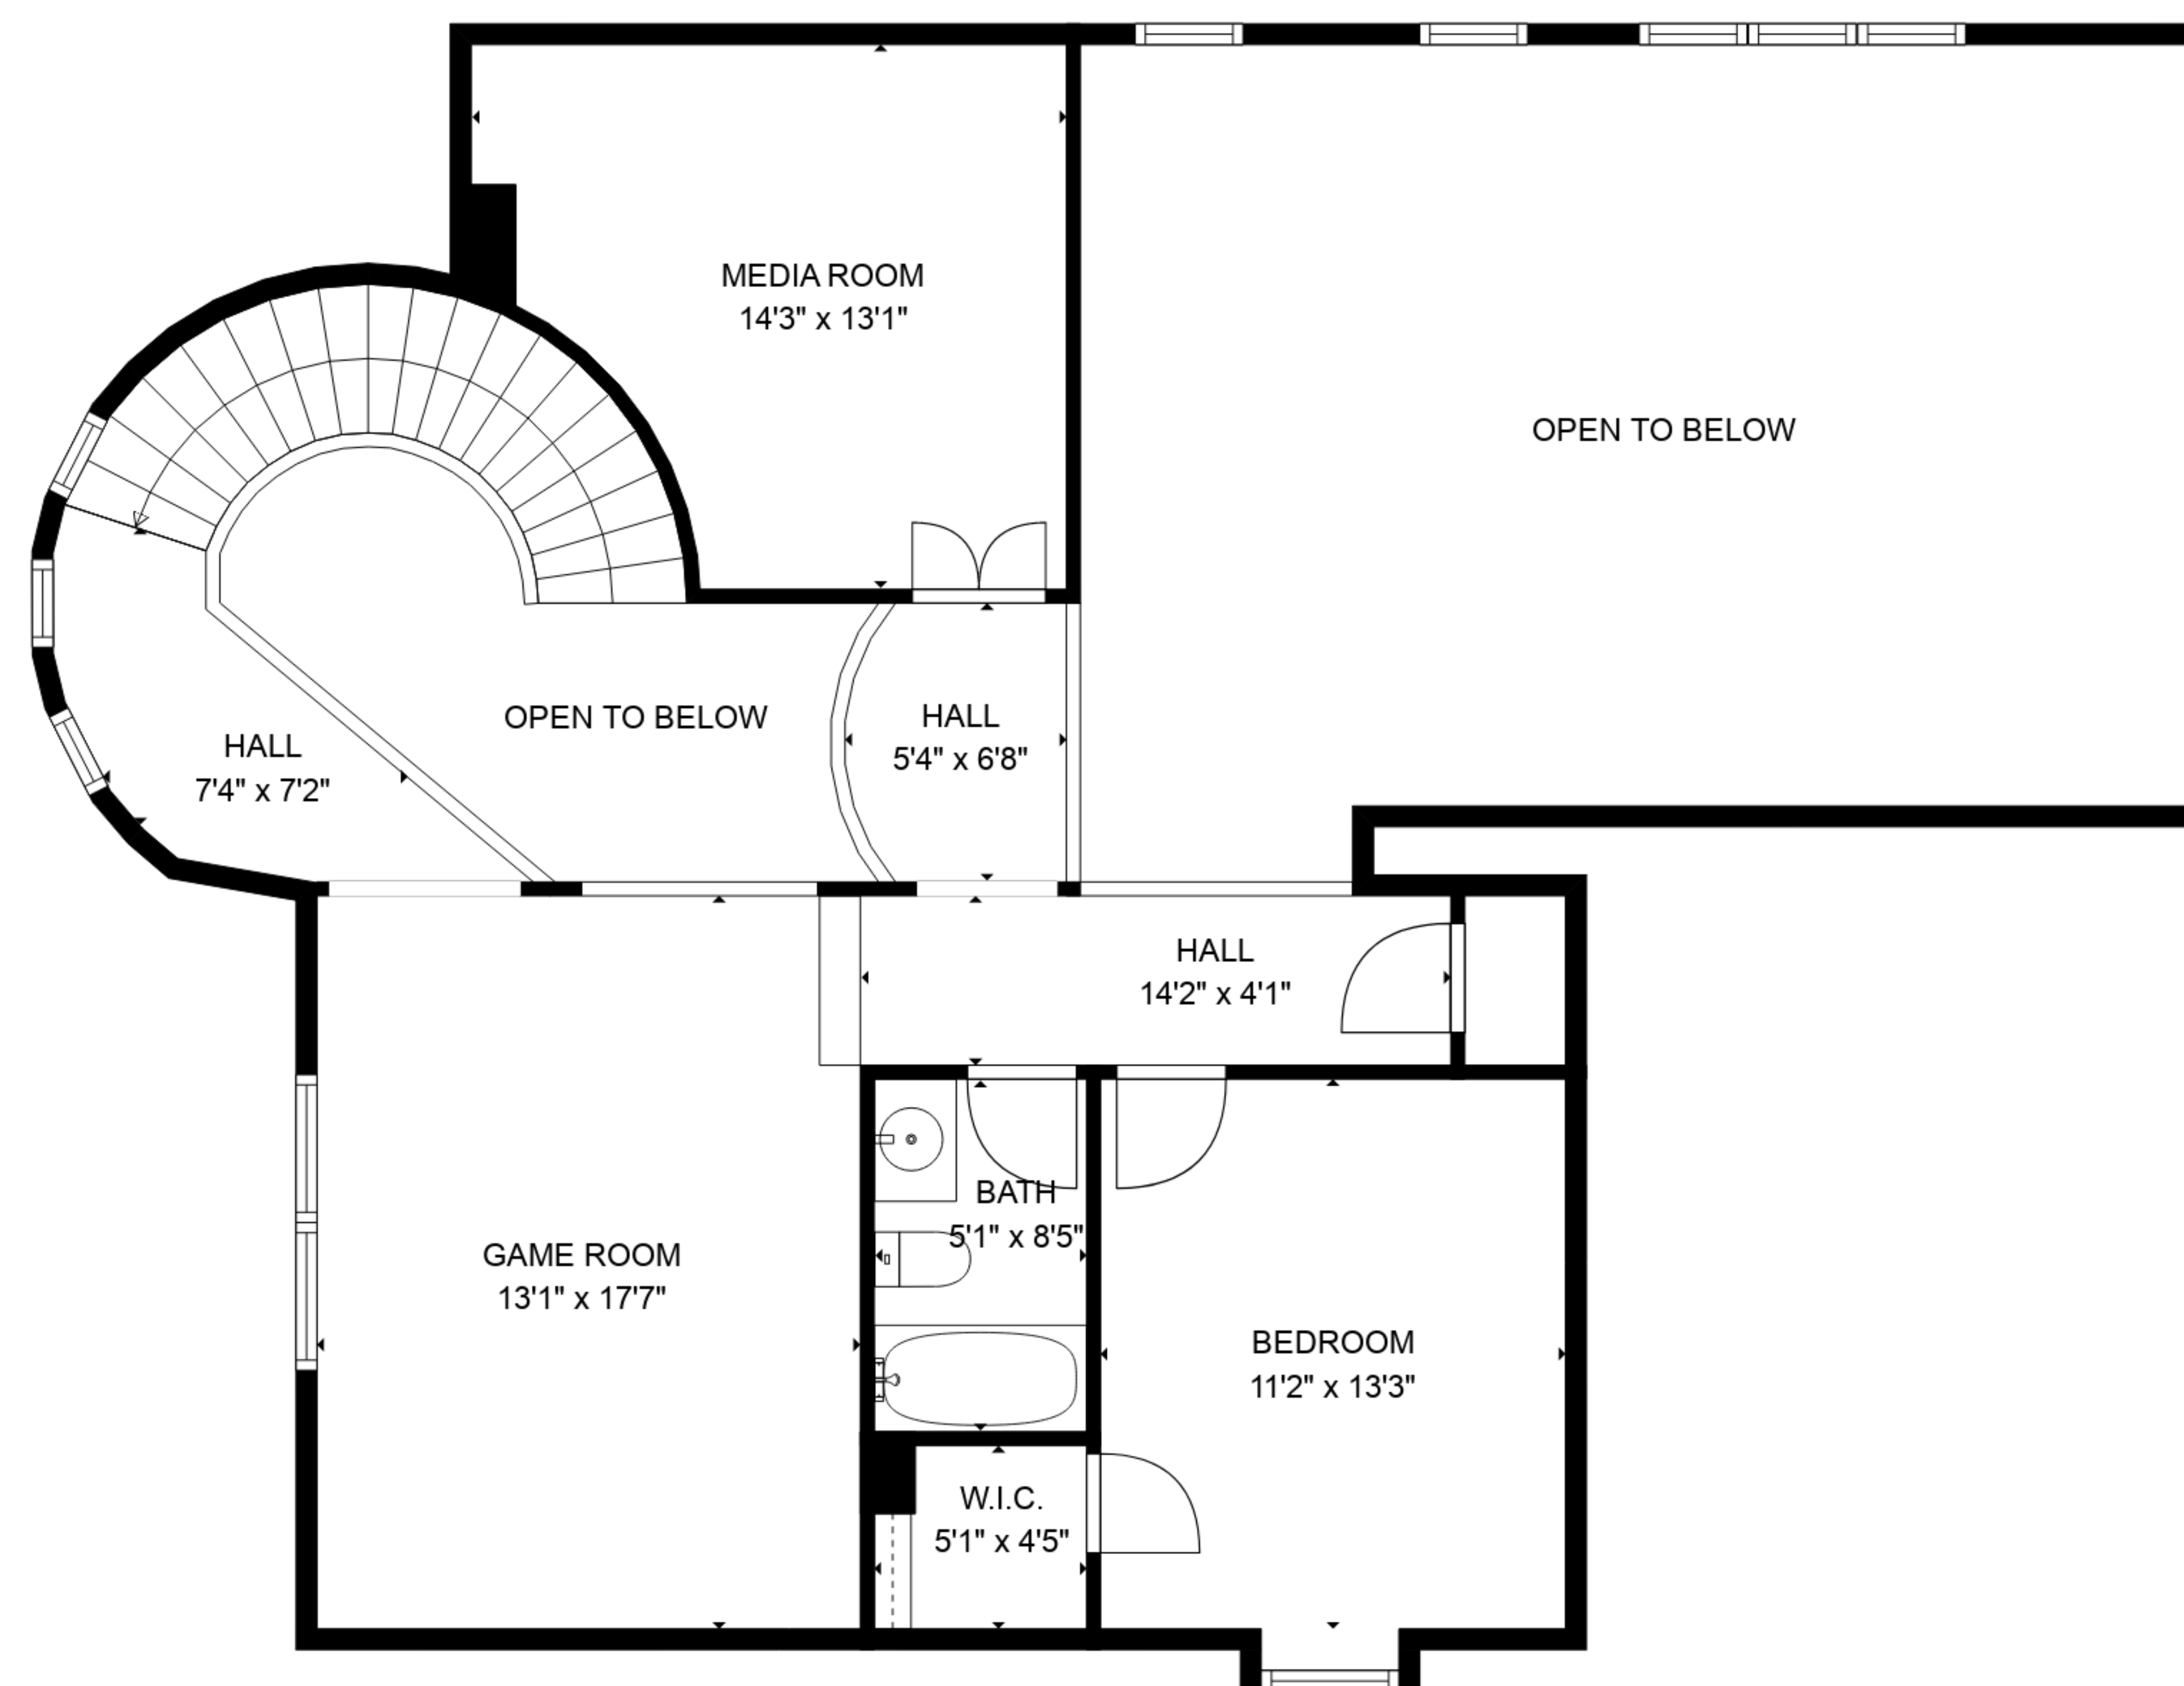 MEDIA ROOM
14'3" x 13'1"
OPEN TO BELOW
OPEN TO BELOW
HALL
5'4" x 6'8"
HALL
7'4" x 7'2"
HALL
14'2" x 4'1"
BATH
5'1" x 8'5"
GAME ROOM
13'1" x 17'7"
BEDROOM
11'2" x 13'3"
W.I.C.
5'1" x 4'5"